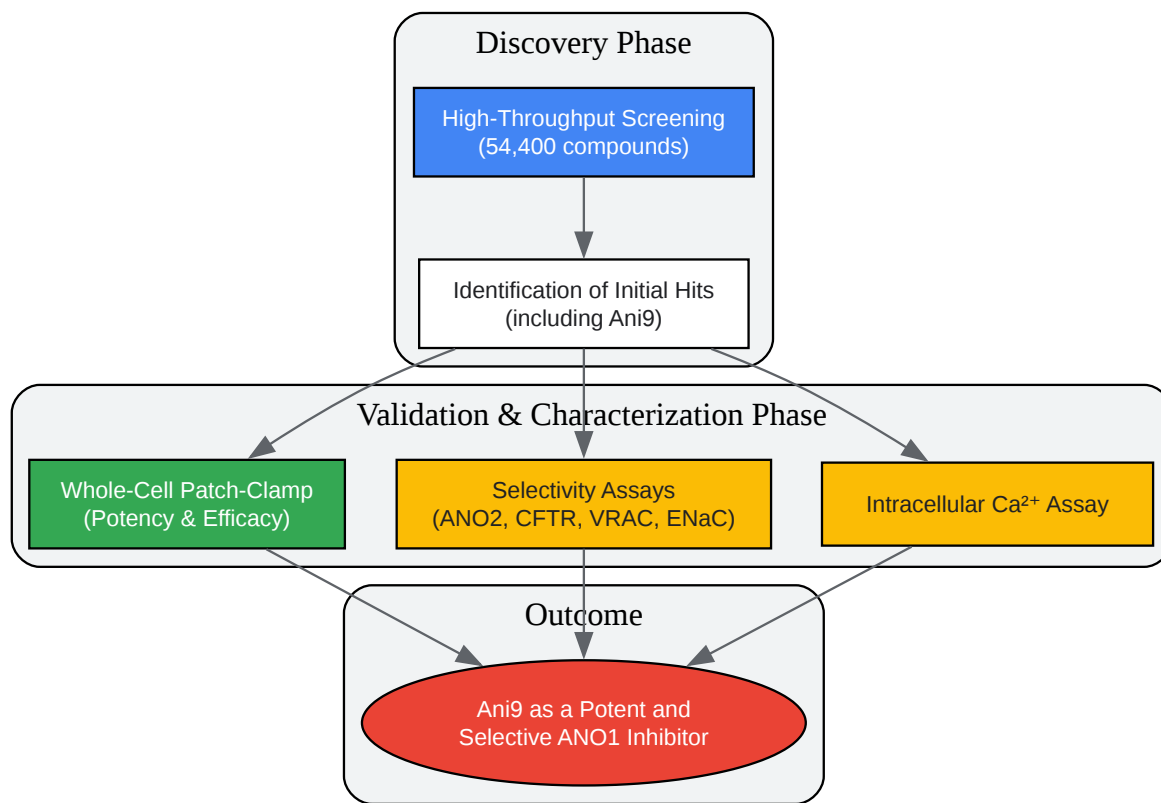 Discovery Phase
High-Throughput Screening
(54,400 compounds)
Identification of Initial Hits
(including Ani9)
Validation & Characterization Phase
Whole-Cell Patch-Clamp
(Potency & Efficacy)
Selectivity Assays
(ANO2, CFTR, VRAC, ENaC)
Intracellular Ca²⁺ Assay
Outcome
Ani9 as a Potent and
Selective ANO1 Inhibitor